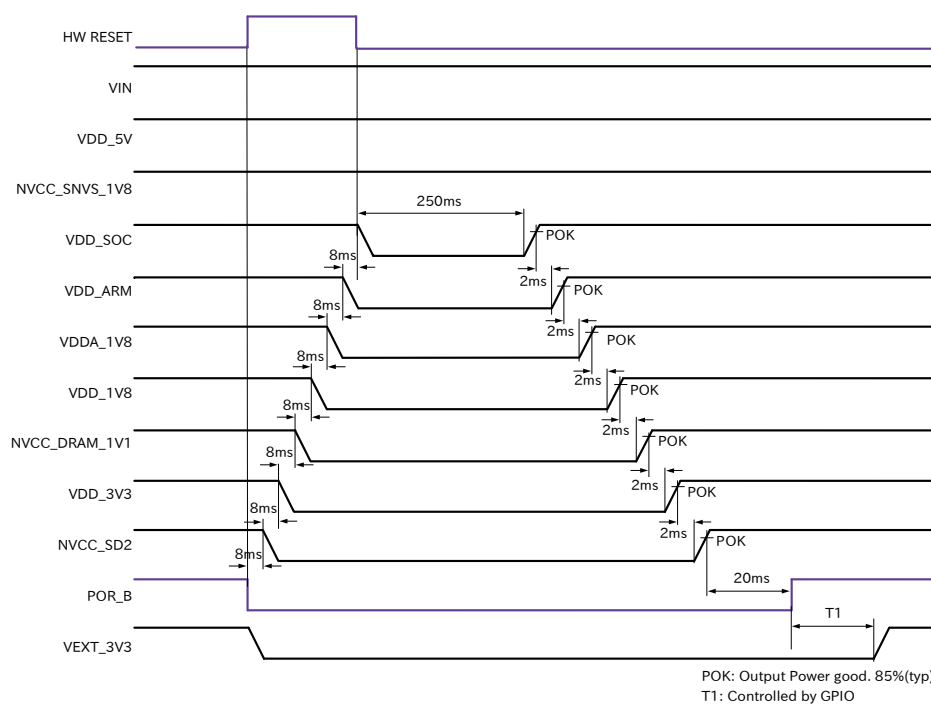 HW RESET
VIN
VDD_5V
NVCC_SNVS_1V8
250ms
VDD_SOC
POK
8ms
2ms
VDD_ARM
POK
8ms
2ms
VDDA_1V8
POK
8ms
2ms
VDD_1V8
POK
8ms
2ms
NVCC_DRAM_1V1
POK
8ms
2ms
VDD_3V3
POK
8ms
2ms
NVCC_SD2
POK
8ms
20ms
POR_B
T1
VEXT_3V3
POK: Output Power good. 85%(typ)
T1: Controlled by GPIO